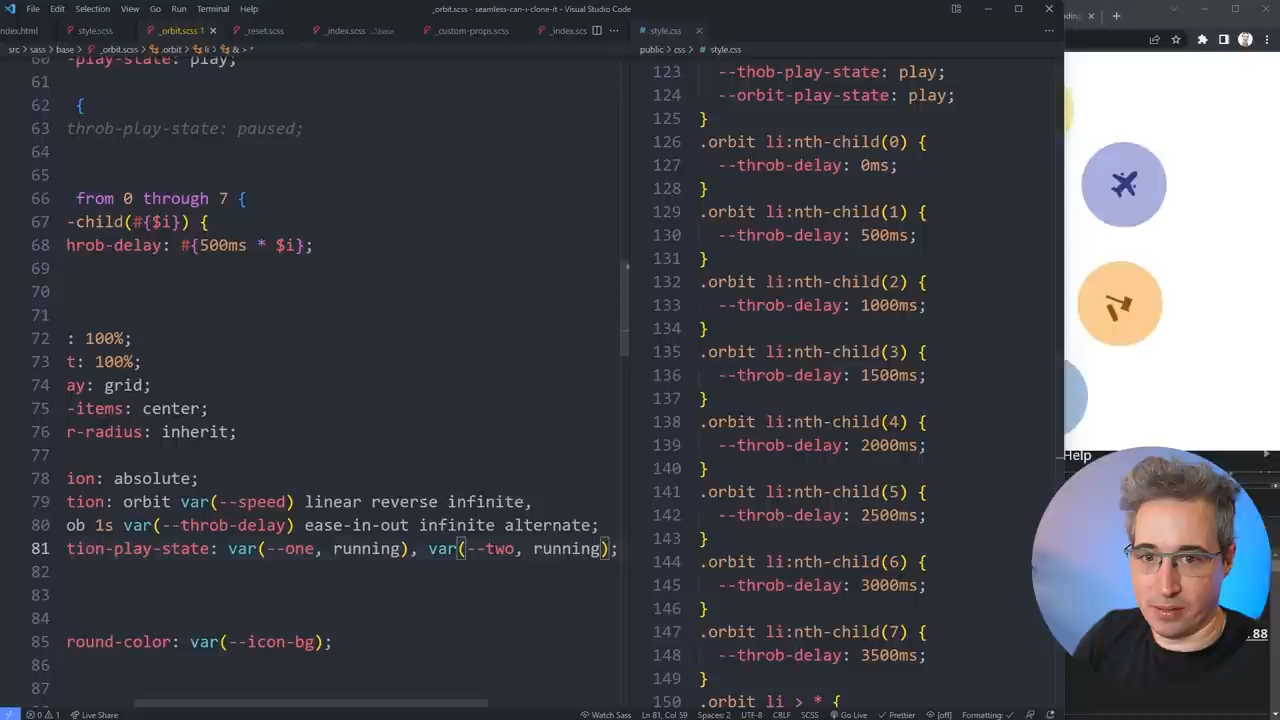 File Edit Selection View Go Run Terminal Help
_orbit.scss - seamless-can-i-clone-it - Visual Studio Code
ndex.html style.scss _orbit.scss 1 _reset.scss _index.scss ...\base _custom-props.scss _index.scs
style.css
src > sass > base > _orbit.scss > .orbit > li > & > *
public > css > style.css
60 -play-state: play;
61
62 {
63 throb-play-state: paused;
64
65
66 from 0 through 7 {
67 -child(#{$i}) {
68 hrob-delay: #{500ms * $i};
69
70
71
72 : 100%;
73 t: 100%;
74 ay: grid;
75 -items: center;
76 r-radius: inherit;
77
78 ion: absolute;
79 tion: orbit var(--speed) linear reverse infinite,
80 ob 1s var(--throb-delay) ease-in-out infinite alternate;
81 tion-play-state: var(--one, running), var(--two, running);
82
83
84
85 round-color: var(--icon-bg);
86
87
123 --thob-play-state: play;
124 --orbit-play-state: play;
125 }
126 .orbit li:nth-child(0) {
127 --throb-delay: 0ms;
128 }
129 .orbit li:nth-child(1) {
130 --throb-delay: 500ms;
131 }
132 .orbit li:nth-child(2) {
133 --throb-delay: 1000ms;
134 }
135 .orbit li:nth-child(3) {
136 --throb-delay: 1500ms;
137 }
138 .orbit li:nth-child(4) {
139 --throb-delay: 2000ms;
140 }
141 .orbit li:nth-child(5) {
142 --throb-delay: 2500ms;
143 }
144 .orbit li:nth-child(6) {
145 --throb-delay: 3000ms;
146 }
147 .orbit li:nth-child(7) {
148 --throb-delay: 3500ms;
149 }
150 .orbit li > * {
Help
.88
0 1 Live Share
Watch Sass Ln 81, Col 59 Spaces: 2 UTF-8 CRLF SCSS Go Live Prettier [off] Formatting: ✓